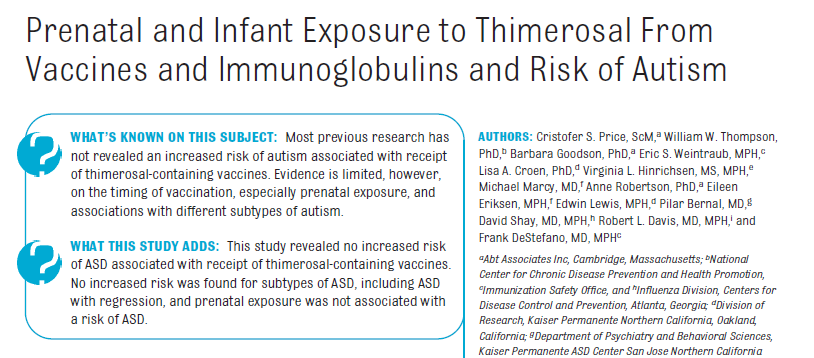 Prenatal and Infant Exposure to Thimerosal From
Vaccines and Immunoglobulins and Risk of Autism
WHAT'S KNOWN ON THIS SUBJECT: Most previous research has
not revealed an increased risk of autism associated with receipt
of thimerosal-containing vaccines. Evidence is limited, however,
on the timing of vaccination, especially prenatal exposure, and
associations with different subtypes of autism.
WHAT THIS STUDY ADDS: This study revealed no increased risk
of ASD associated with receipt of thimerosal-containing vaccines.
No increased risk was found for subtypes of ASD, including ASD
with regression, and prenatal exposure was not associated with
a risk of ASD.
AUTHORS: Cristofer S. Price, ScM,a William W. Thompson,
PhD,b Barbara Goodson, PhD,a Eric S. Weintraub, MPH,c
Lisa A. Croen, PhD,d Virginia L. Hinrichsen, MS, MPH,e
Michael Marcy, MD,f Anne Robertson, PhD,a Eileen
Eriksen, MPH,f Edwin Lewis, MPH,d Pilar Bernal, MD,g
David Shay, MD, MPH,h Robert L. Davis, MD, MPH,i and
Frank DeStefano, MD, MPHc
aAbt Associates Inc, Cambridge, Massachusetts; bNational
Center for Chronic Disease Prevention and Health Promotion,
cImmunization Safety Office, and hInfluenza Division, Centers for
Disease Control and Prevention, Atlanta, Georgia; dDivision of
Research, Kaiser Permanente Northern California, Oakland,
California; gDepartment of Psychiatry and Behavioral Sciences,
Kaiser Permanente ASD Center San Jose Northern California